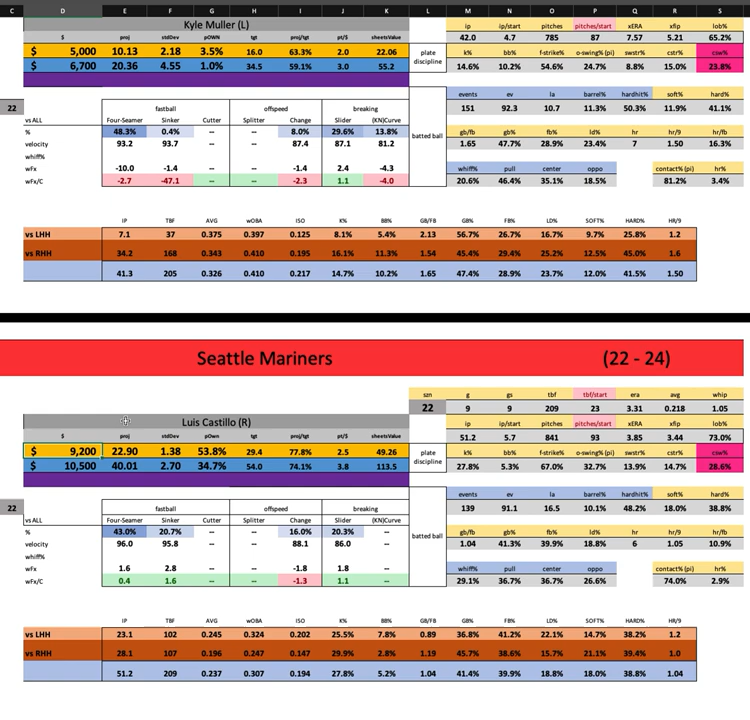 C D E F G H I J K L M N O P Q R S
Kyle Muller (L) ip ip/start pitches pitches/start xERA xfip lob%
$ proj stdDev pOWN tgt proj/tgt pt/$ sheetsValue 42.0 4.7 785 87 7.57 5.21 65.2%
$ 5,000 10.13 2.18 3.5% 16.0 63.3% 2.0 22.06 plate discipline k% bb% f-strike% o-swing% (pi) swstr% cstr% csw%
$ 6,700 20.36 4.55 1.0% 34.5 59.1% 3.0 55.2 14.6% 10.2% 54.6% 24.7% 8.8% 15.0% 23.8%
events ev la barrel% hardhit% soft% hard%
22 fastball offspeed breaking 151 92.3 10.7 11.3% 50.3% 11.9% 41.1%
vs ALL Four-Seamer Sinker Cutter Splitter Change Slider (KN)Curve
% 48.3% 0.4% -- -- 8.0% 29.6% 13.8% batted ball gb/fb gb% fb% ld% hr hr/9 hr/fb
velocity 93.2 93.7 -- -- 87.4 87.1 81.2 1.65 47.7% 28.9% 23.4% 7 1.50 16.3%
whiff%
wFx -10.0 -1.4 -- -- -1.4 2.4 -4.3 whiff% pull center oppo contact% (pi) hr%
wFx/C -2.7 -47.1 -- -- -2.3 1.1 -4.0 20.6% 46.4% 35.1% 18.5% 81.2% 3.4%
IP TBF AVG wOBA ISO K% BB% GB/FB GB% FB% LD% SOFT% HARD% HR/9
vs LHH 7.1 37 0.375 0.397 0.125 8.1% 5.4% 2.13 56.7% 26.7% 16.7% 9.7% 25.8% 1.2
vs RHH 34.2 168 0.343 0.410 0.195 16.1% 11.3% 1.54 45.4% 29.4% 25.2% 12.5% 45.0% 1.6
41.3 205 0.326 0.410 0.217 14.7% 10.2% 1.65 47.4% 28.9% 23.7% 12.0% 41.5% 1.50
Seattle Mariners (22 - 24)
szn g gs tbf tbf/start era avg whip
22 9 9 209 23 3.31 0.218 1.05
Luis Castillo (R) ip ip/start pitches pitches/start xERA xfip lob%
$ proj stdDev pOwn tgt proj/tgt pt/$ sheetsValue 51.2 5.7 841 93 3.85 3.44 73.0%
$ 9,200 22.90 1.38 53.8% 29.4 77.8% 2.5 49.26 plate discipline k% bb% f-strike% o-swing% (pi) swstr% cstr% csw%
$ 10,500 40.01 2.70 34.7% 54.0 74.1% 3.8 113.5 27.8% 5.3% 67.0% 32.7% 13.9% 14.7% 28.6%
events ev la barrel% hardhit% soft% hard%
22 fastball offspeed breaking 139 91.1 16.5 10.1% 48.2% 18.0% 38.8%
vs ALL Four-Seamer Sinker Cutter Splitter Change Slider (KN)Curve
% 43.0% 20.7% -- -- 16.0% 20.3% -- batted ball gb/fb gb% fb% ld% hr hr/9 hr/fb
velocity 96.0 95.8 -- -- 88.1 86.0 -- 1.04 41.3% 39.9% 18.8% 6 1.05 10.9%
whiff%
wFx 1.6 2.8 -- -- -1.8 1.8 -- whiff% pull center oppo contact% (pi) hr%
wFx/C 0.4 1.6 -- -- -1.3 1.1 -- 29.1% 36.7% 36.7% 26.6% 74.0% 2.9%
IP TBF AVG wOBA ISO K% BB% GB/FB GB% FB% LD% SOFT% HARD% HR/9
vs LHH 23.1 102 0.245 0.324 0.202 25.5% 7.8% 0.89 36.8% 41.2% 22.1% 14.7% 38.2% 1.2
vs RHH 28.1 107 0.196 0.247 0.147 29.9% 2.8% 1.19 45.7% 38.6% 15.7% 21.1% 39.4% 1.0
51.2 209 0.237 0.307 0.194 27.8% 5.2% 1.04 41.4% 39.9% 18.8% 18.0% 38.8% 1.04